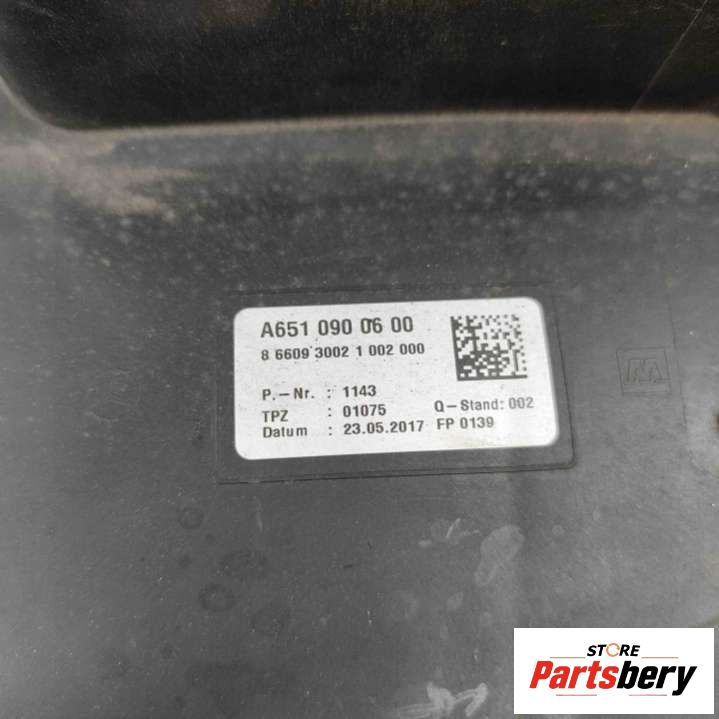 A651 090 06 00
8 6609 3002 1 002 000
P.-Nr. : 1143
TPZ : 01075 Q-Stand: 002
Datum : 23.05.2017 FP 0139
STORE
Partsbery